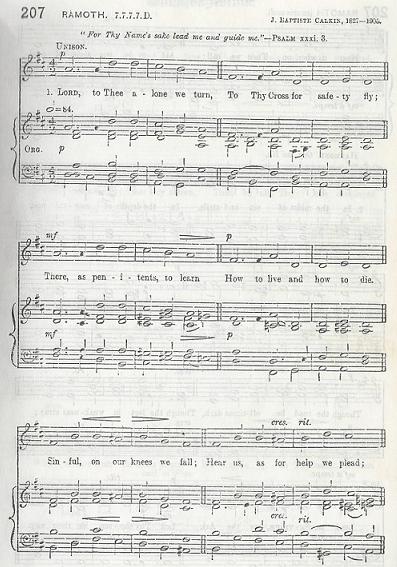 207 RAMOTH. 7.7.7.7.D. J. BAPTISTE CALKIN, 1827—1905.
"For Thy Name's sake lead me and guide me."—PSALM xxxi. 3.
UNISON.
p
1. LORD, to Thee a - lone we turn, To Thy Cross for safe - ty fly;
=84.
ORG. p
mf p
There, as pen - i - tents, to learn How to live and how to die.
mf p
cres. rit.
Sin - ful, on our knees we fall; Hear us, as for help we plead;
cres. rit.